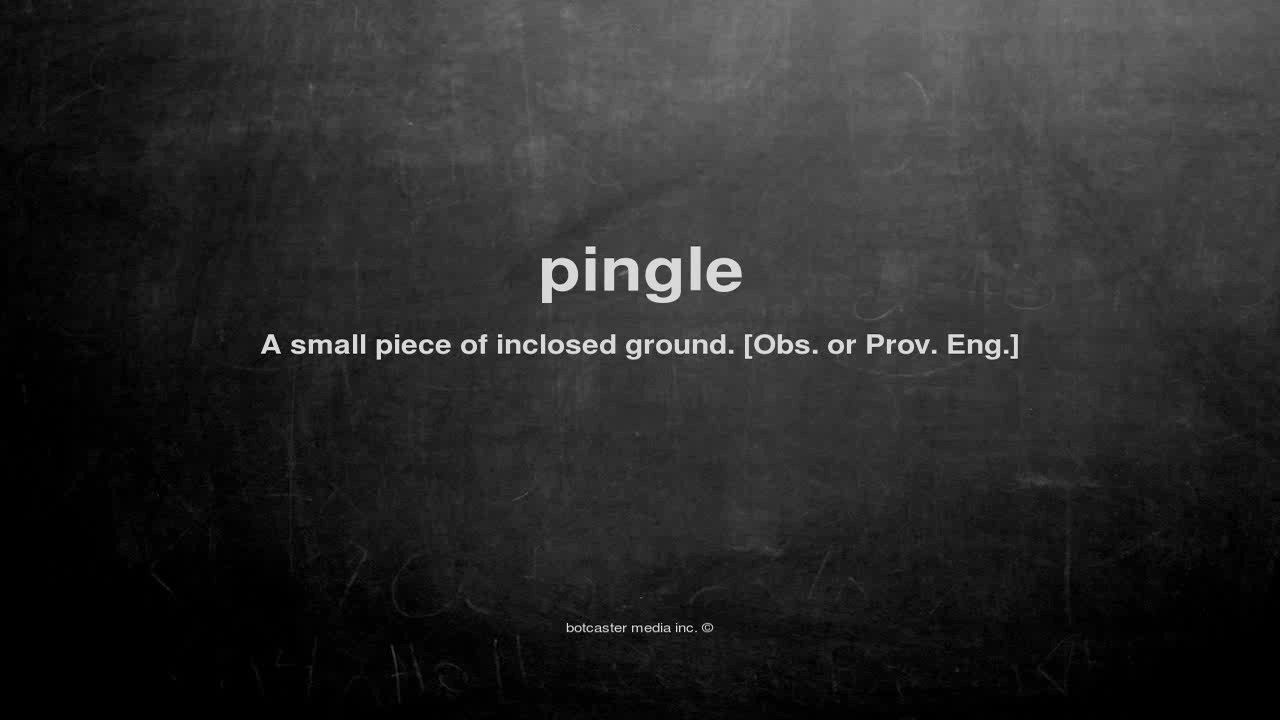 pingle
A small piece of inclosed ground. [Obs. or Prov. Eng.]
botcaster media inc. ©